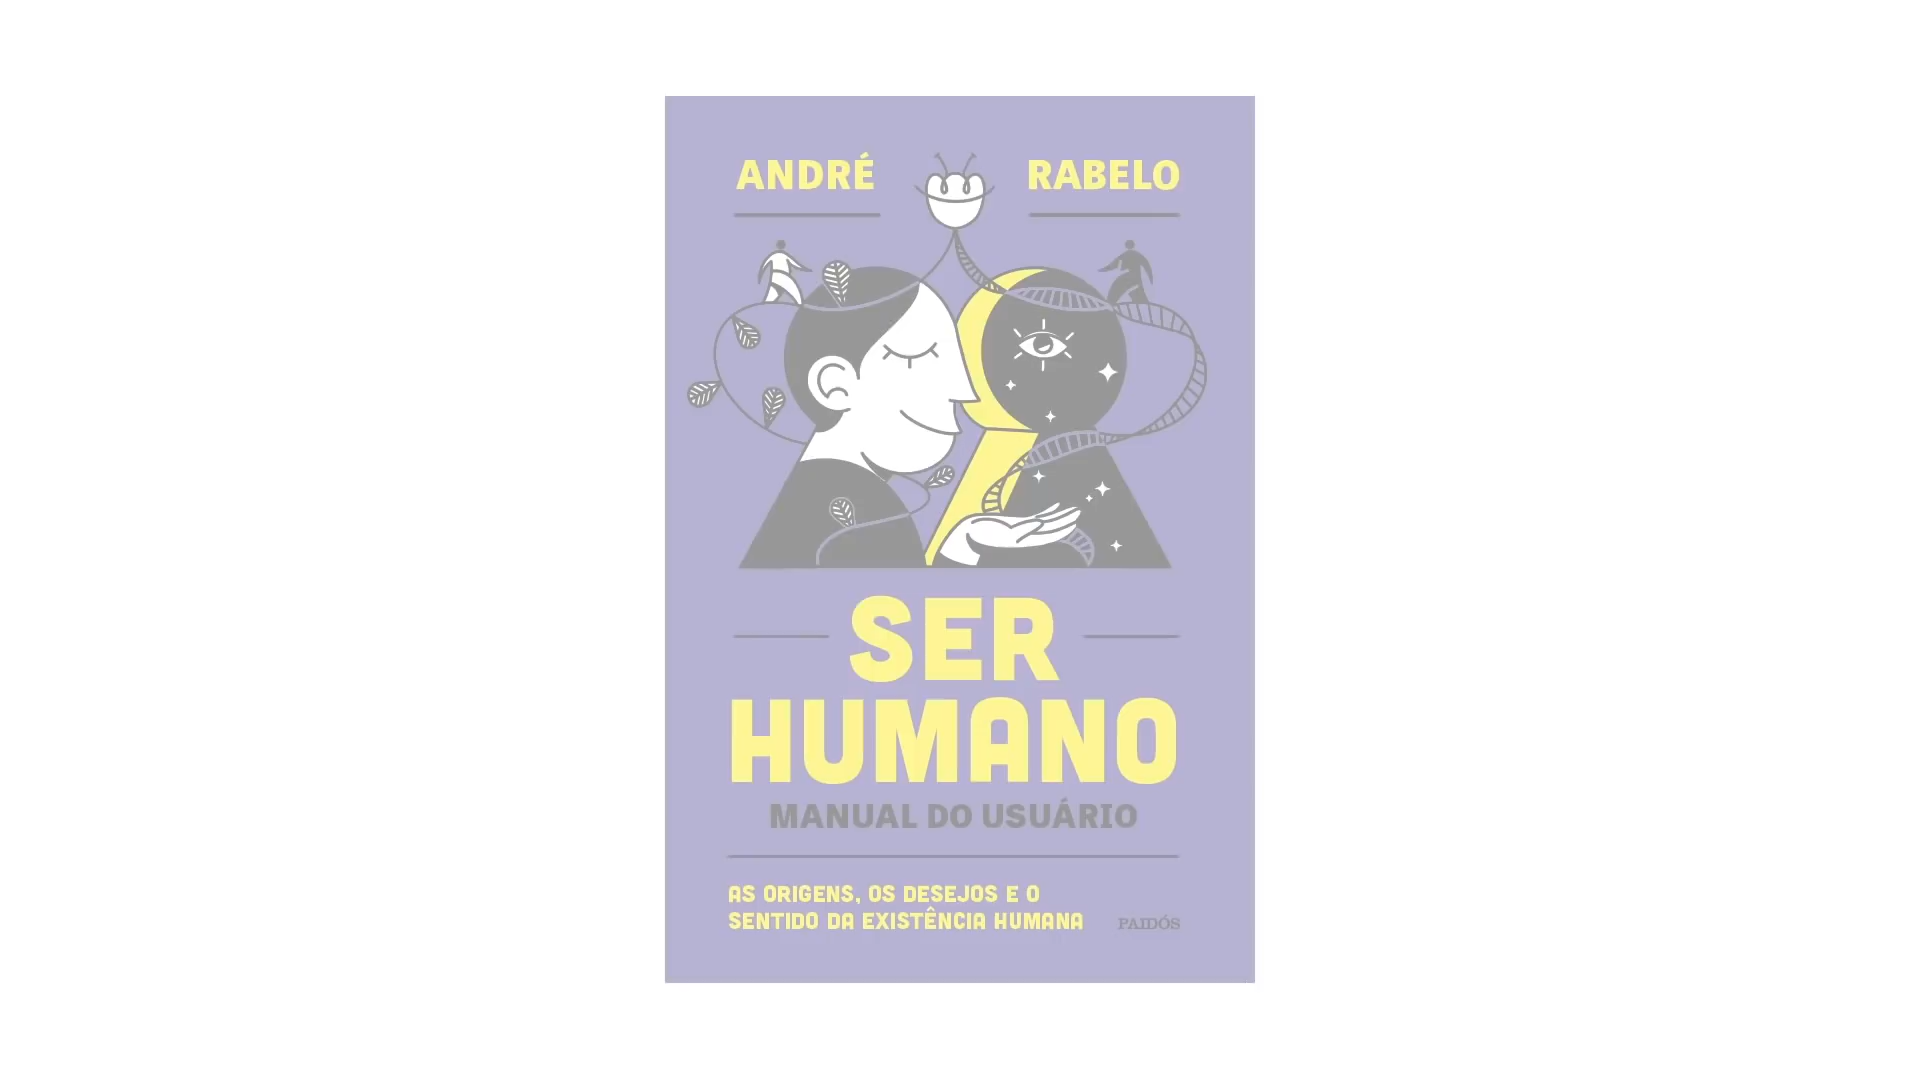 ANDRÉ RABELO
SER
HUMANO
MANUAL DO USUÁRIO
AS ORIGENS, OS DESEJOS E O
SENTIDO DA EXISTÊNCIA HUMANA
PAIDÓS